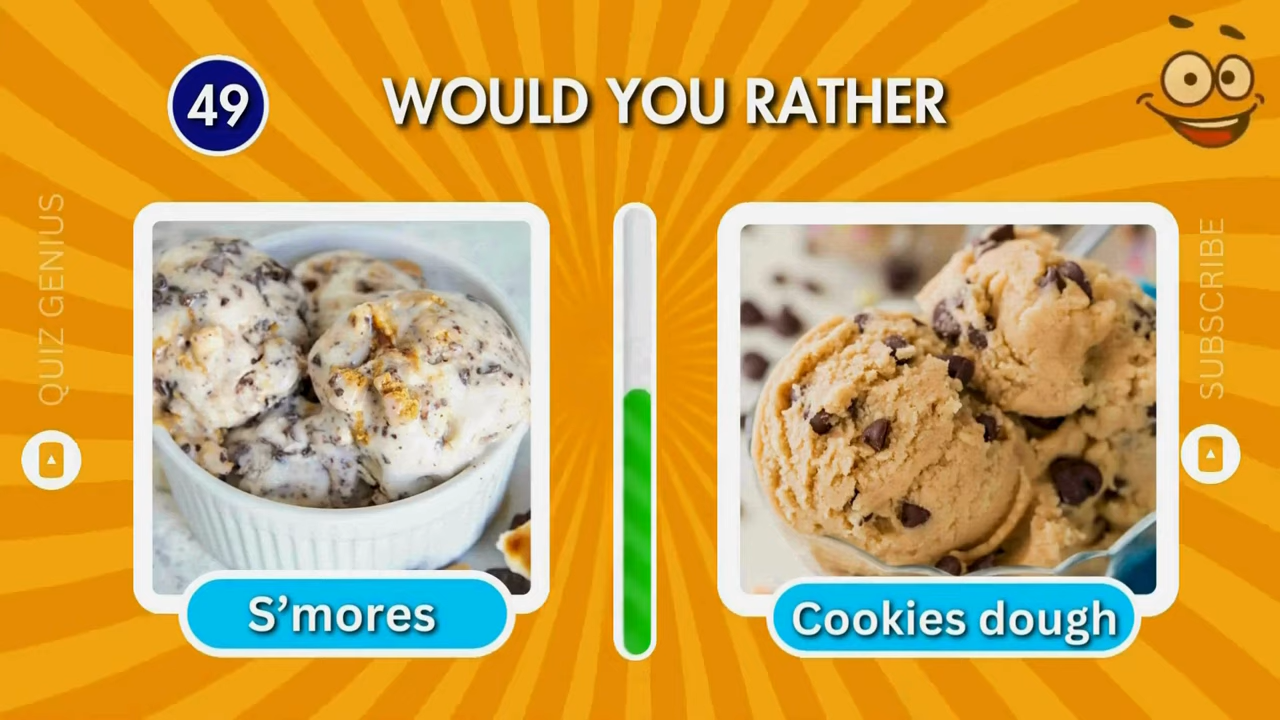 49
WOULD YOU RATHER
QUIZ GENIUS
SUBSCRIBE
S’mores
Cookies dough